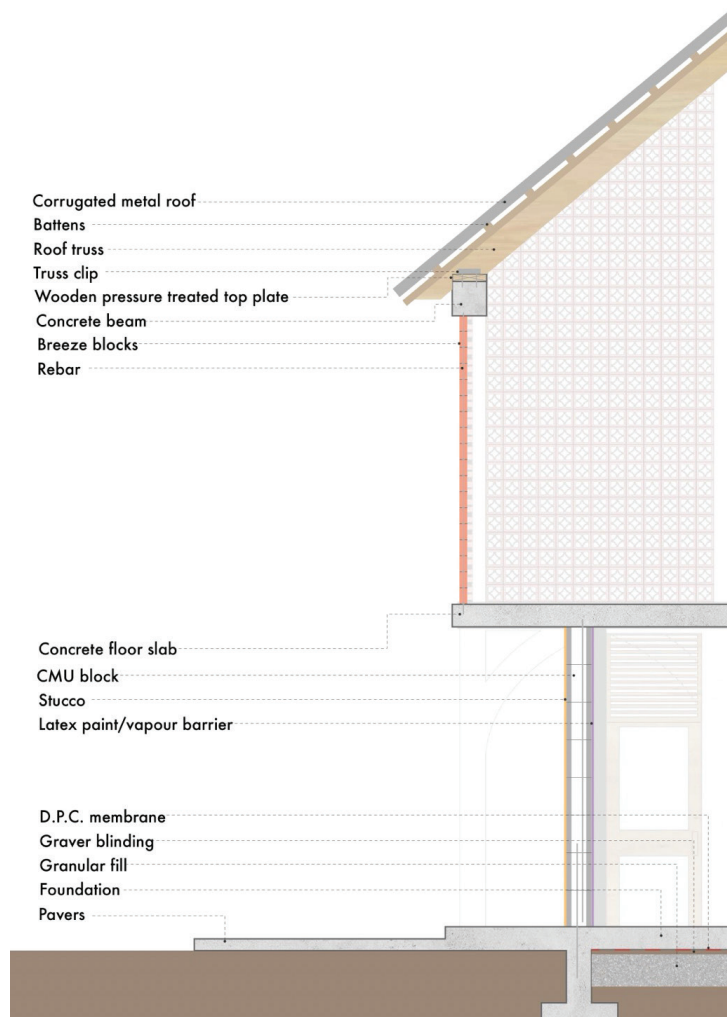 Corrugated metal roof
Battens
Roof truss
Truss clip
Wooden pressure treated top plate
Concrete beam
Breeze blocks
Rebar
Concrete floor slab
CMU block
Stucco
Latex paint/vapour barrier
D.P.C. membrane
Graver blinding
Granular fill
Foundation
Pavers